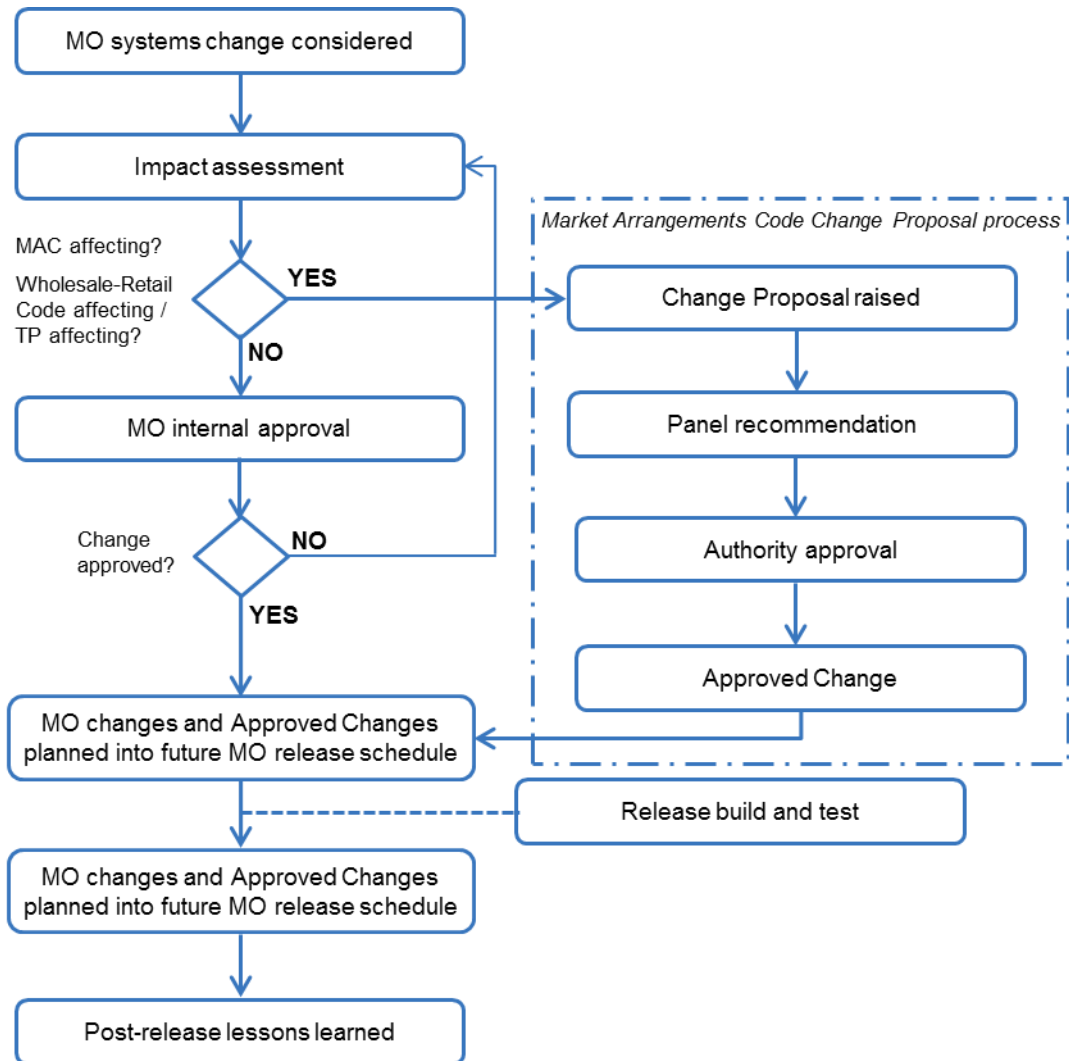 MO systems change considered
Impact assessment
MAC affecting?
Wholesale-Retail
Code affecting /
TP affecting?
YES
NO
MO internal approval
Change
approved?
NO
YES
Market Arrangements Code Change Proposal process
Change Proposal raised
Panel recommendation
Authority approval
Approved Change
MO changes and Approved Changes
planned into future MO release schedule
Release build and test
MO changes and Approved Changes
planned into future MO release schedule
Post-release lessons learned